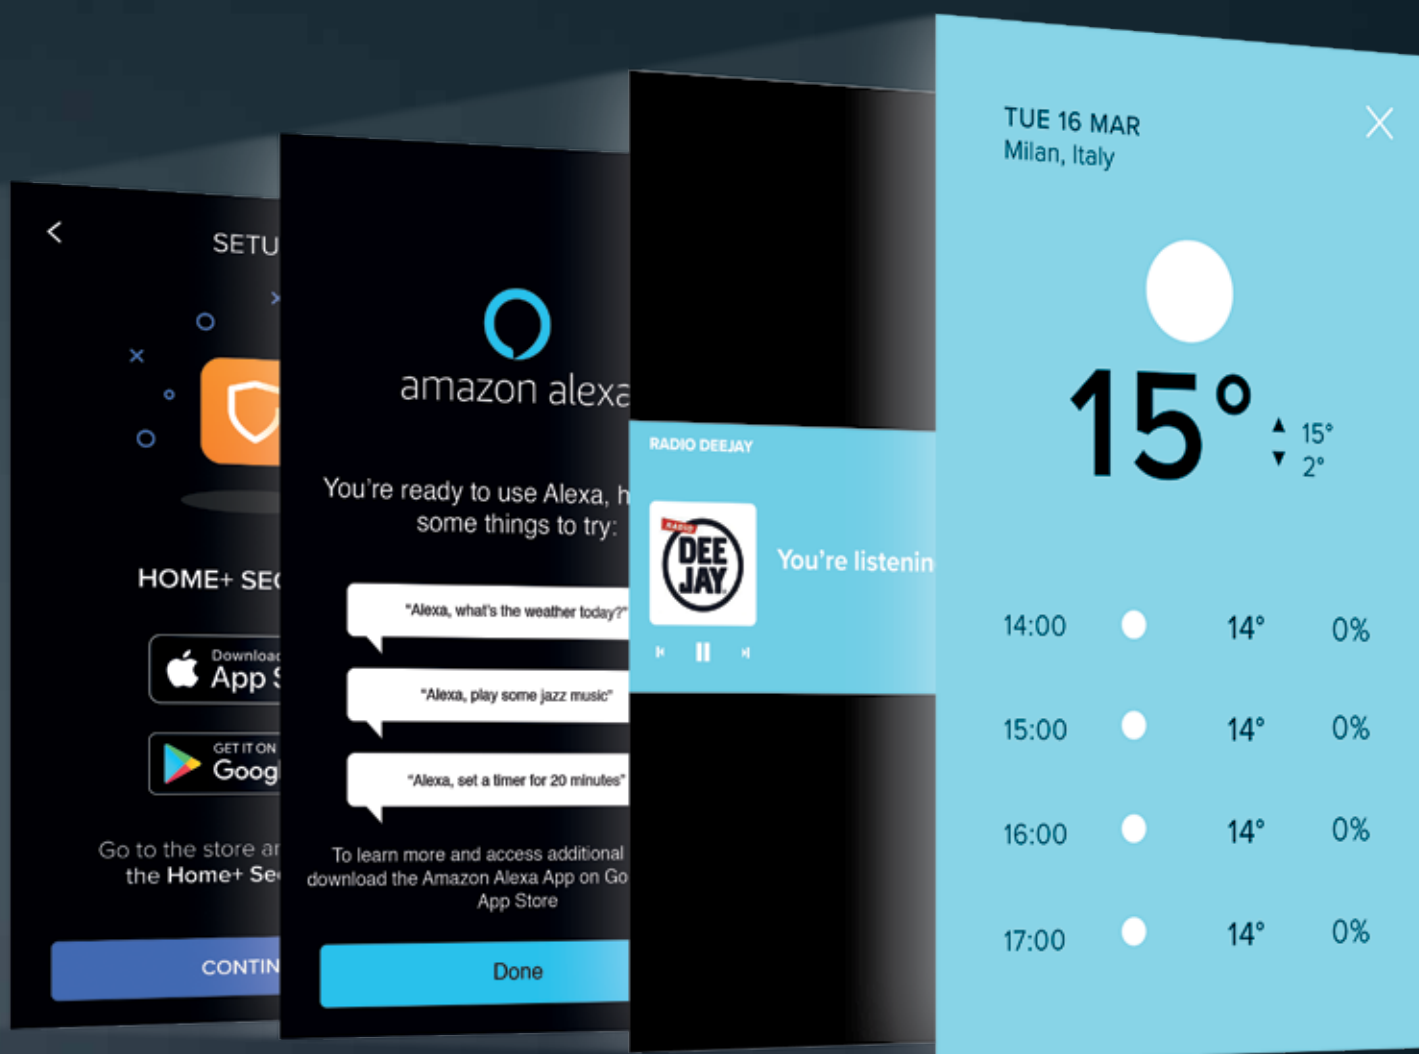 SETU
HOME+ SEC
Download
App S
GET IT ON
Goog
Go to the store an
the Home+ Se
CONTIN
amazon alexa
You're ready to use Alexa, h
some things to try:
"Alexa, what's the weather today?"
"Alexa, play some jazz music"
"Alexa, set a timer for 20 minutes"
To learn more and access additional
download the Amazon Alexa App on Go
App Store
Done
RADIO DEEJAY
RADIO
DEE
JAY
You're listenin
TUE 16 MAR
Milan, Italy
15°
15°
2°
14:00 14° 0%
15:00 14° 0%
16:00 14° 0%
17:00 14° 0%